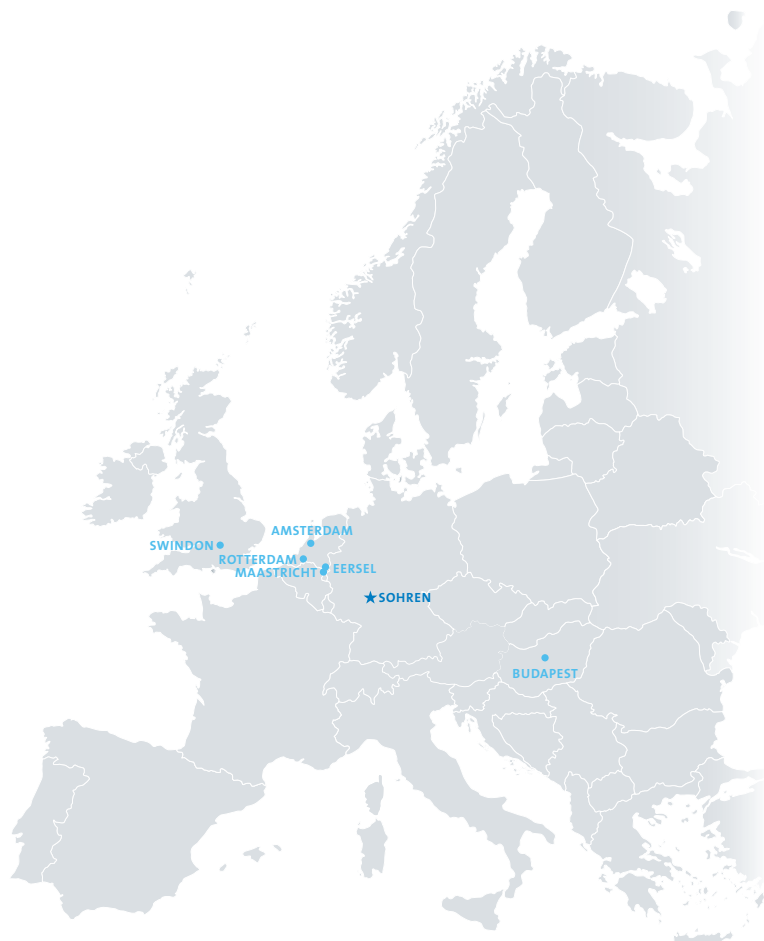 AMSTERDAM
SWINDON
ROTTERDAM
EERSEL
MAASTRICHT
SOHREN
BUDAPEST